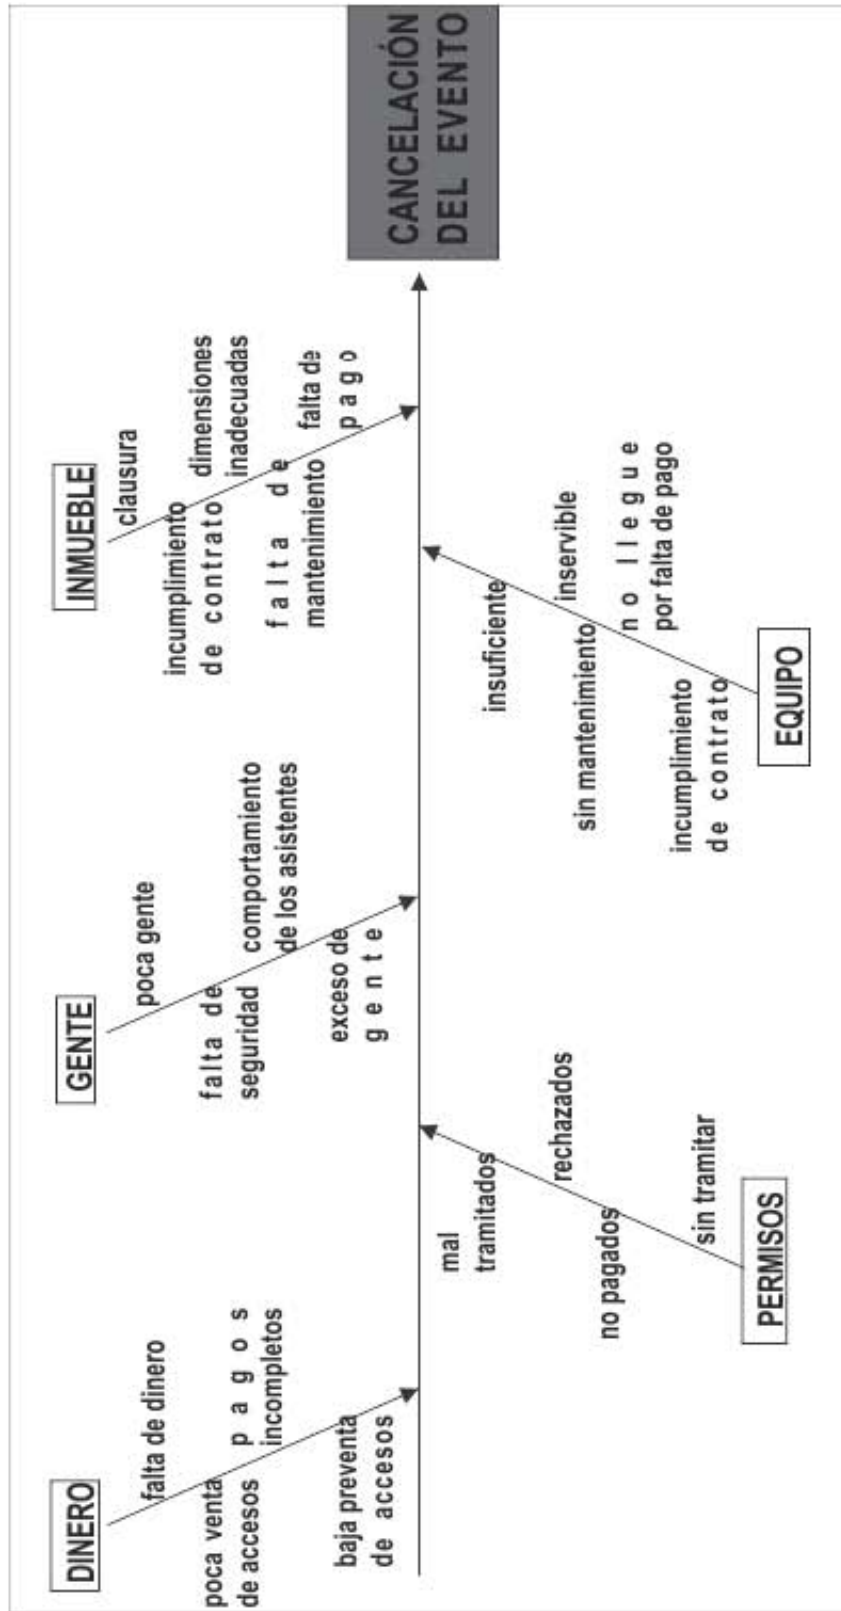 DINERO
falta de dinero
poca venta
de accesos
pagos
incompletos
baja preventa
de accesos
GENTE
poca gente
falta de
seguridad
comportamiento
de los asistentes
exceso de
gente
INMUEBLE
clausura
incumplimiento
de contrato
dimensiones
inadecuadas
falta de
mantenimiento
falta de
pago
CANCELACIÓN
DEL EVENTO
mal
tramitados
rechazados
no pagados
sin tramitar
PERMISOS
insuficiente
inservible
sin mantenimiento
no llegue
por falta de pago
incumplimiento
de contrato
EQUIPO